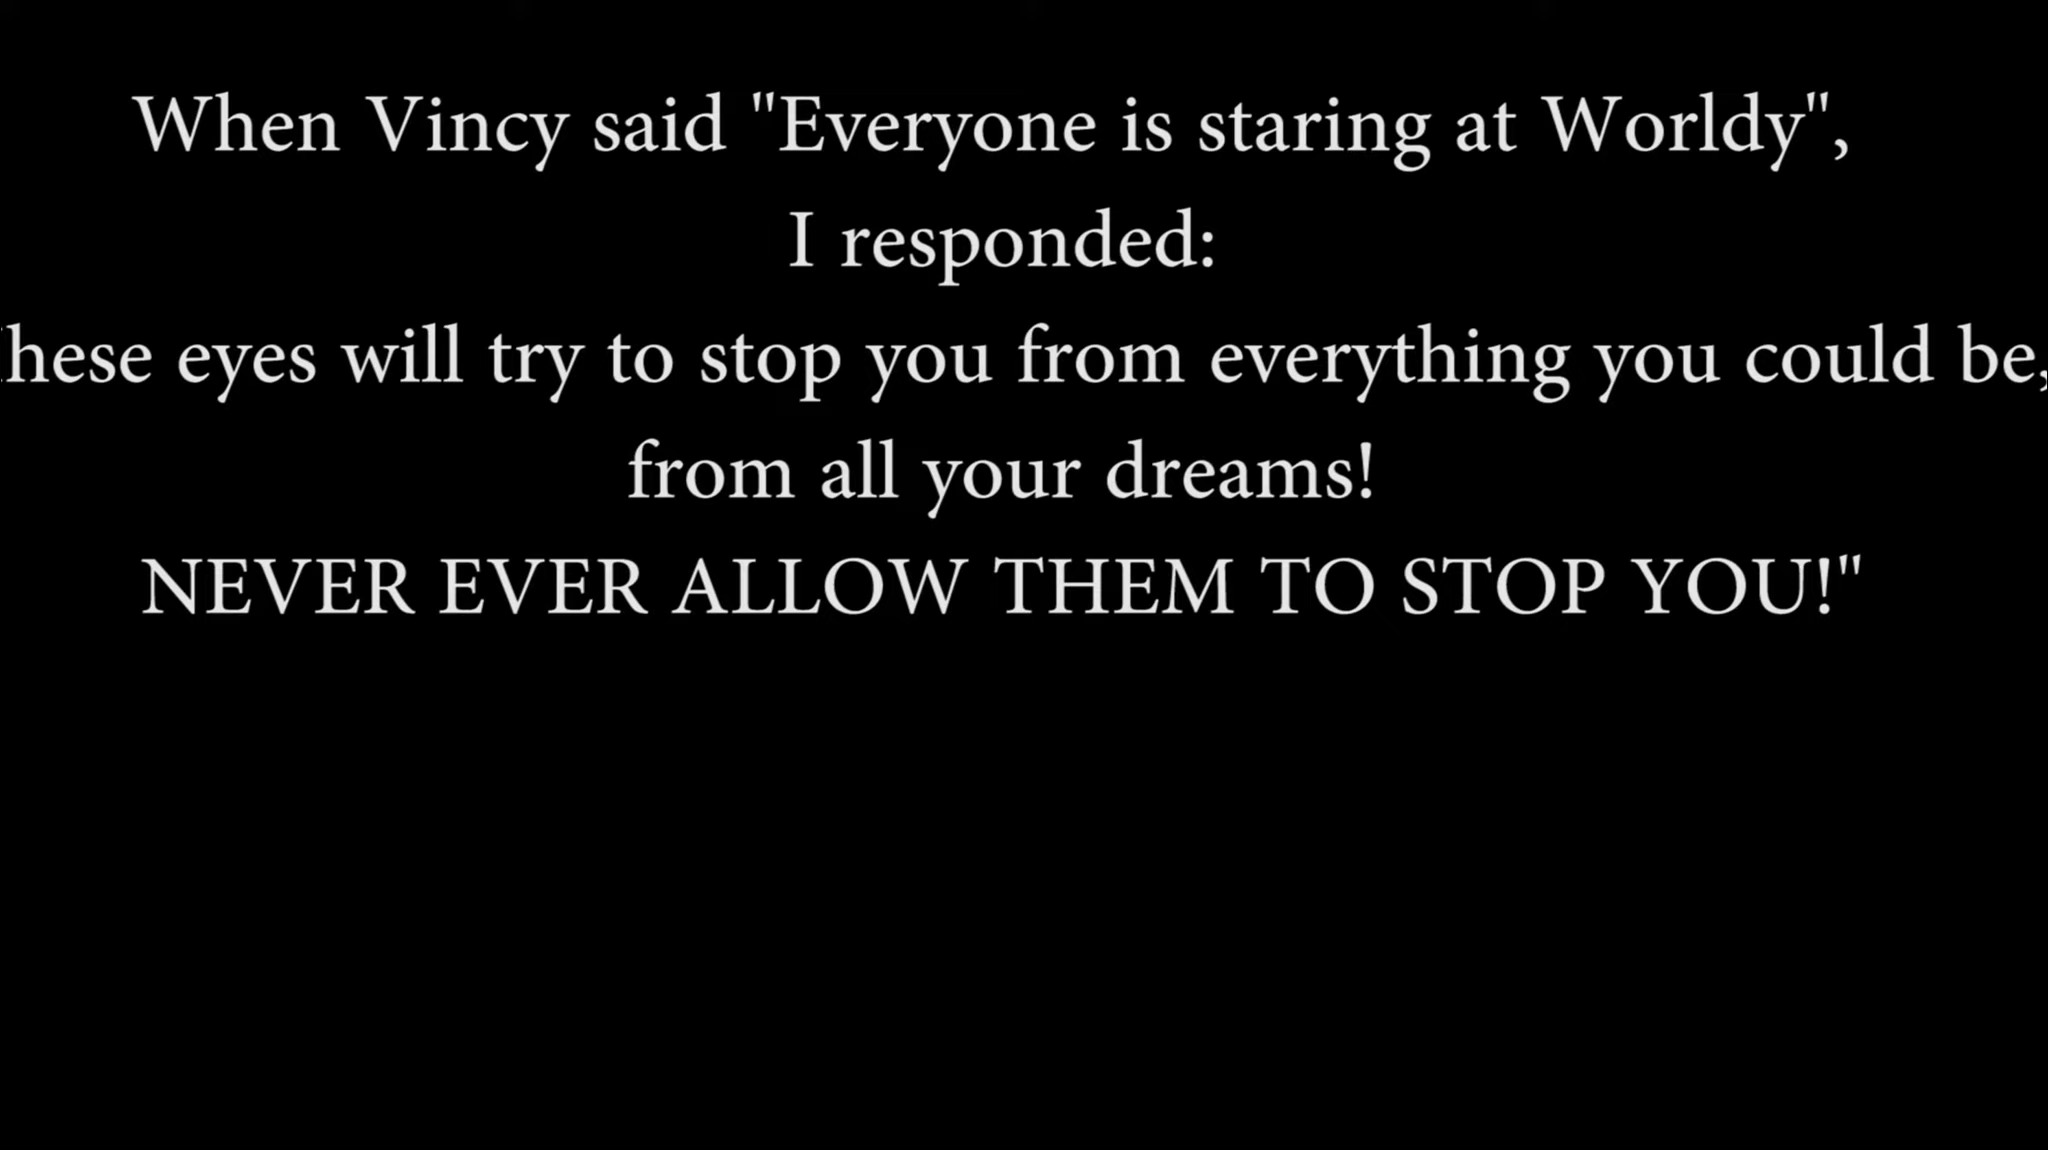 When Vincy said "Everyone is staring at Worldy",
I responded:
hese eyes will try to stop you from everything you could be,
from all your dreams!
NEVER EVER ALLOW THEM TO STOP YOU!"